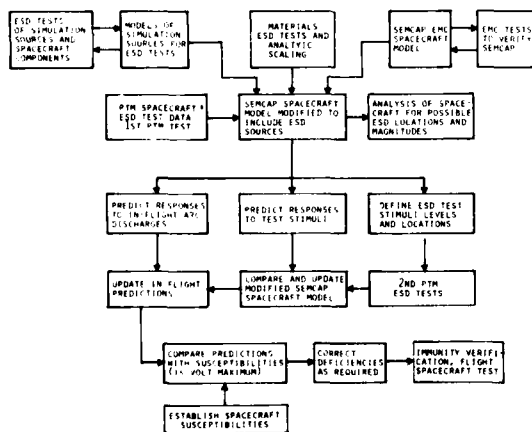 ESD TESTS
OF SIMULATION
SOURCES AND
SPACECRAFT
COMPONENTS
MODELS OF
SIMULATION
SOURCES FOR
ESD TESTS
MATERIALS
ESD TESTS AND
ANALYTIC
SCALING
SEMCAP EMC
SPACECRAFT
MODEL
EMC TESTS
TO VERIFY
SEMCAP
PTM SPACECRAFT
ESD TEST DATA
1ST PTM TEST
SEMCAP SPACECRAFT
MODEL MODIFIED TO
INCLUDE ESD
SOURCES
ANALYSIS OF SPACE-
CRAFT FOR POSSIBLE
ESD LOCATIONS AND
MAGNITUDES
PREDICT RESPONSES
TO IN-FLIGHT ARC
DISCHARGES
PREDICT RESPONSES
TO TEST STIMULI
DEFINE ESD TEST
STIMULI LEVELS
AND LOCATIONS
UPDATE IN FLIGHT
PREDICTIONS
COMPARE AND UPDATE
MODIFIED SEMCAP
SPACECRAFT MODEL
2ND PTM
ESD TESTS
COMPARE PREDICTIONS
WITH SUSCEPTIBILITIES
(15 VOLT MAXIMUM)
CORRECT
DEFICIENCIES
AS REQUIRED
IMMUNITY VERIFI-
CATION, FLIGHT
SPACECRAFT TEST
ESTABLISH SPACECRAFT
SUSCEPTIBILITIES